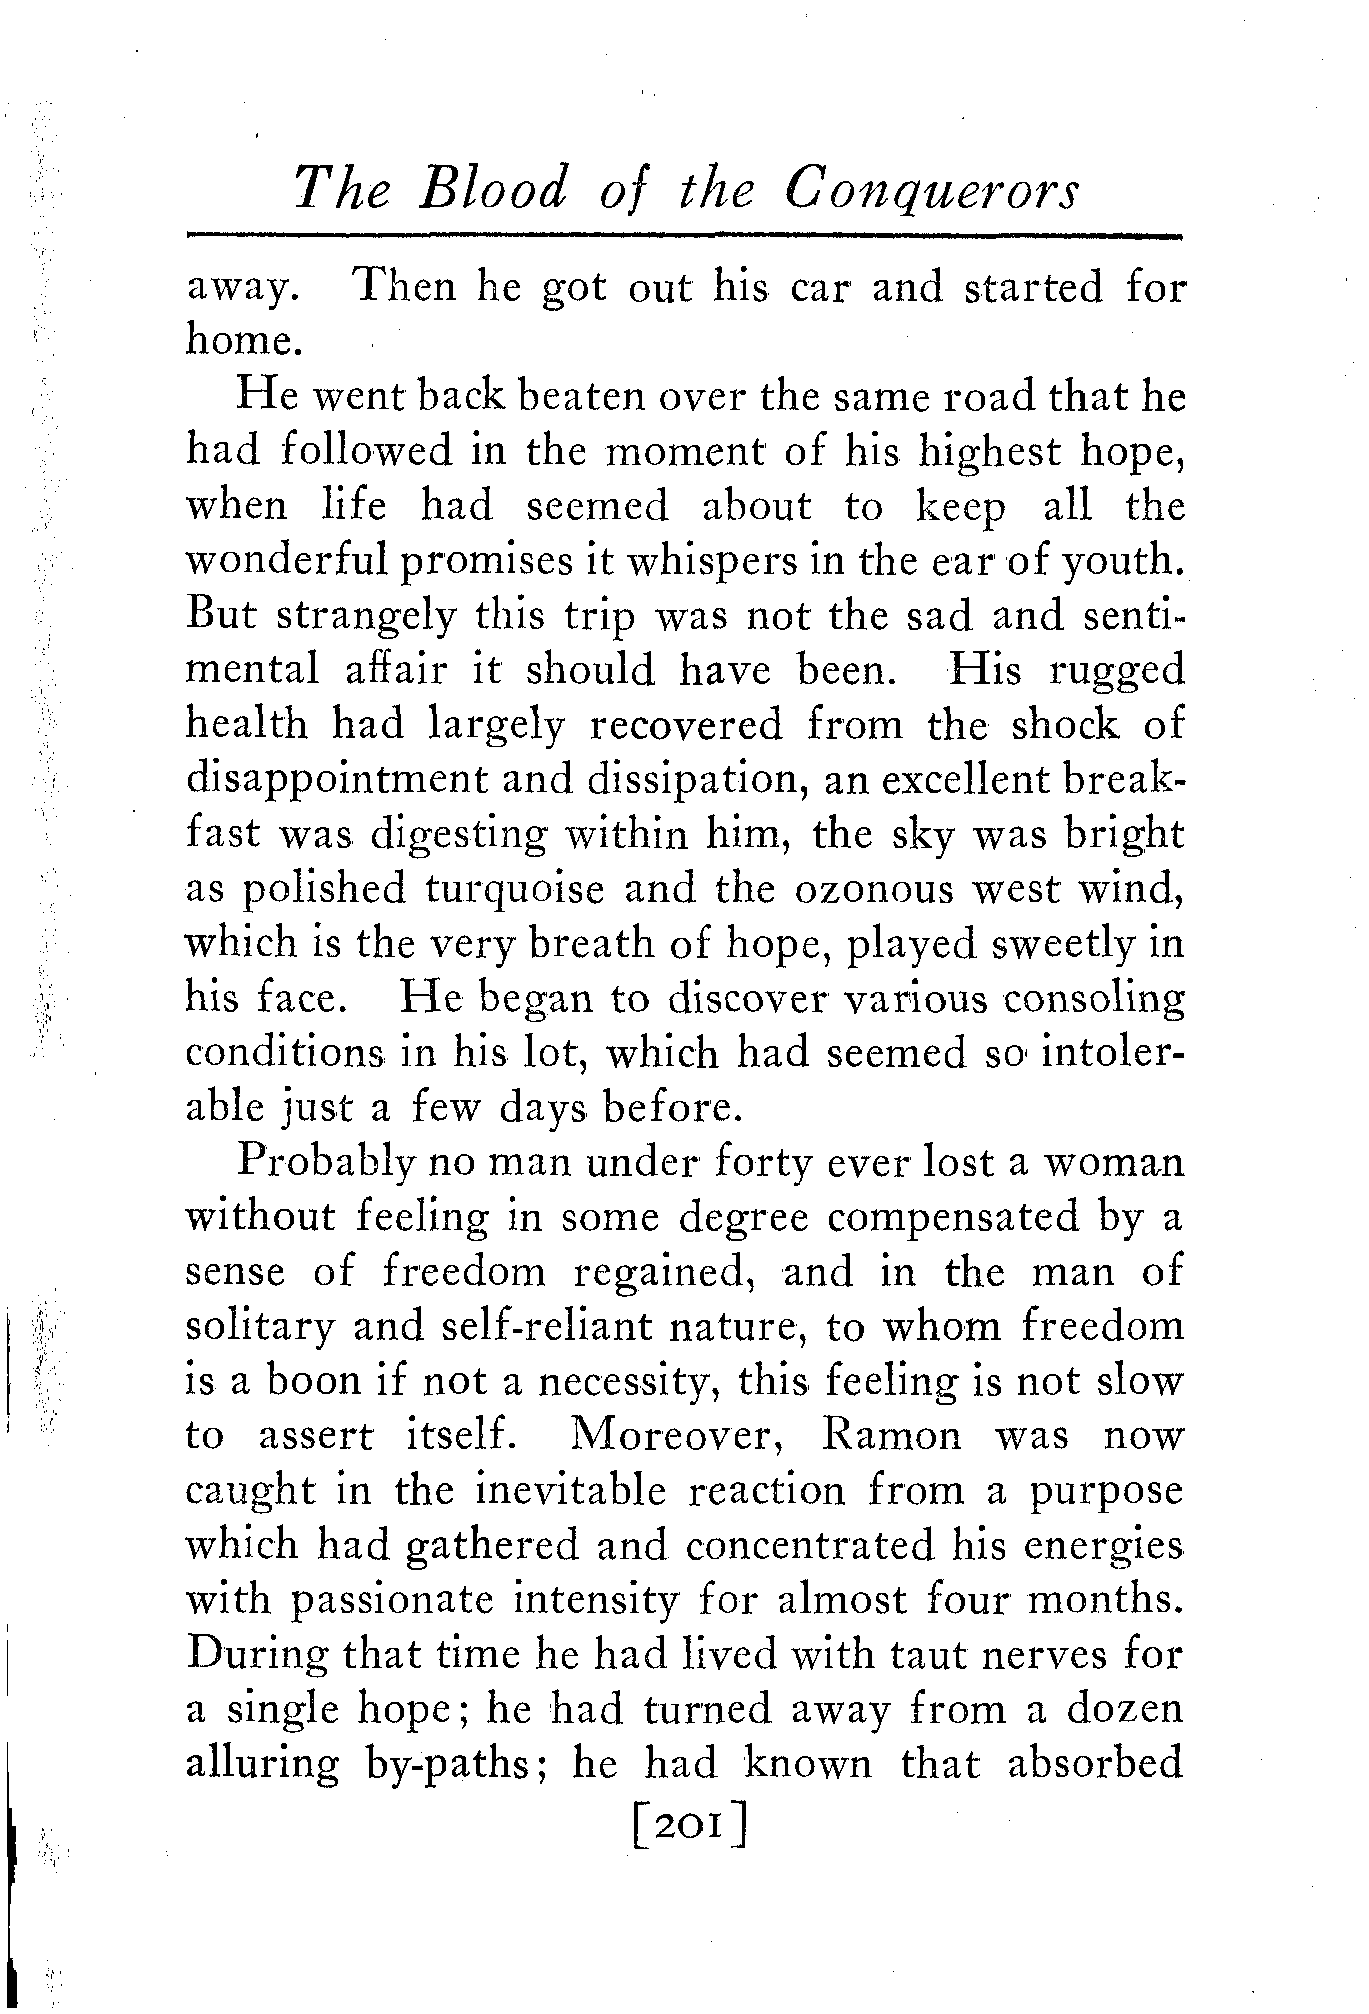 The Blood of the Conquerors
away. Then he got out his car and started for
home.
He went back beaten over the same road that he
had followed in the moment of his highest hope,
when life had seemed about to keep all the
wonderful promises it whispers in the ear of youth.
But strangely this trip was not the sad and senti-
mental affair it should have been. His rugged
health had largely recovered from the shock of
disappointment and dissipation, an excellent break-
fast was digesting within him, the sky was bright
as polished turquoise and the ozonous west wind,
which is the very breath of hope, played sweetly in
his face. He began to discover various consoling
conditions in his lot, which had seemed so intoler-
able just a few days before.
Probably no man under forty ever lost a woman
without feeling in some degree compensated by a
sense of freedom regained, and in the man of
solitary and self-reliant nature, to whom freedom
is a boon if not a necessity, this feeling is not slow
to assert itself. Moreover, Ramon was now
caught in the inevitable reaction from a purpose
which had gathered and concentrated his energies
with passionate intensity for almost four months.
During that time he had lived with taut nerves for
a single hope; he had turned away from a dozen
alluring by-paths; he had known that absorbed
[201]